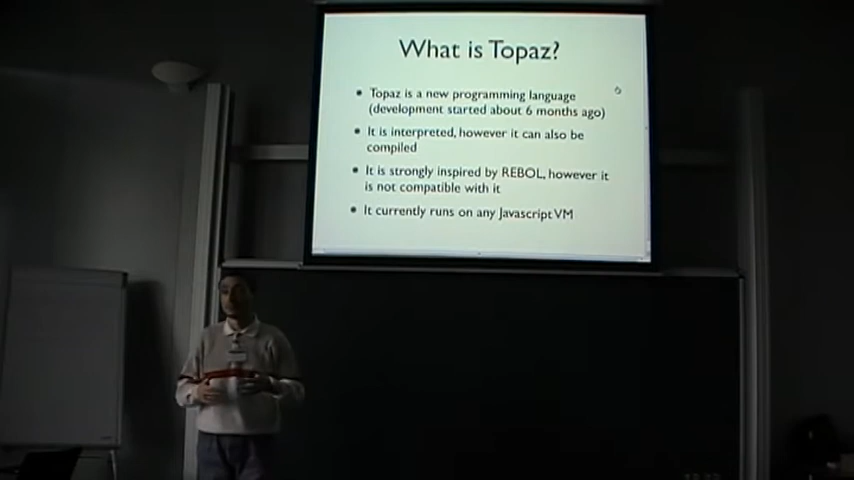 What is Topaz?
• Topaz is a new programming language
(development started about 6 months ago)
• It is interpreted, however it can also be
compiled
• It is strongly inspired by REBOL, however it
is not compatible with it
• It currently runs on any Javascript VM